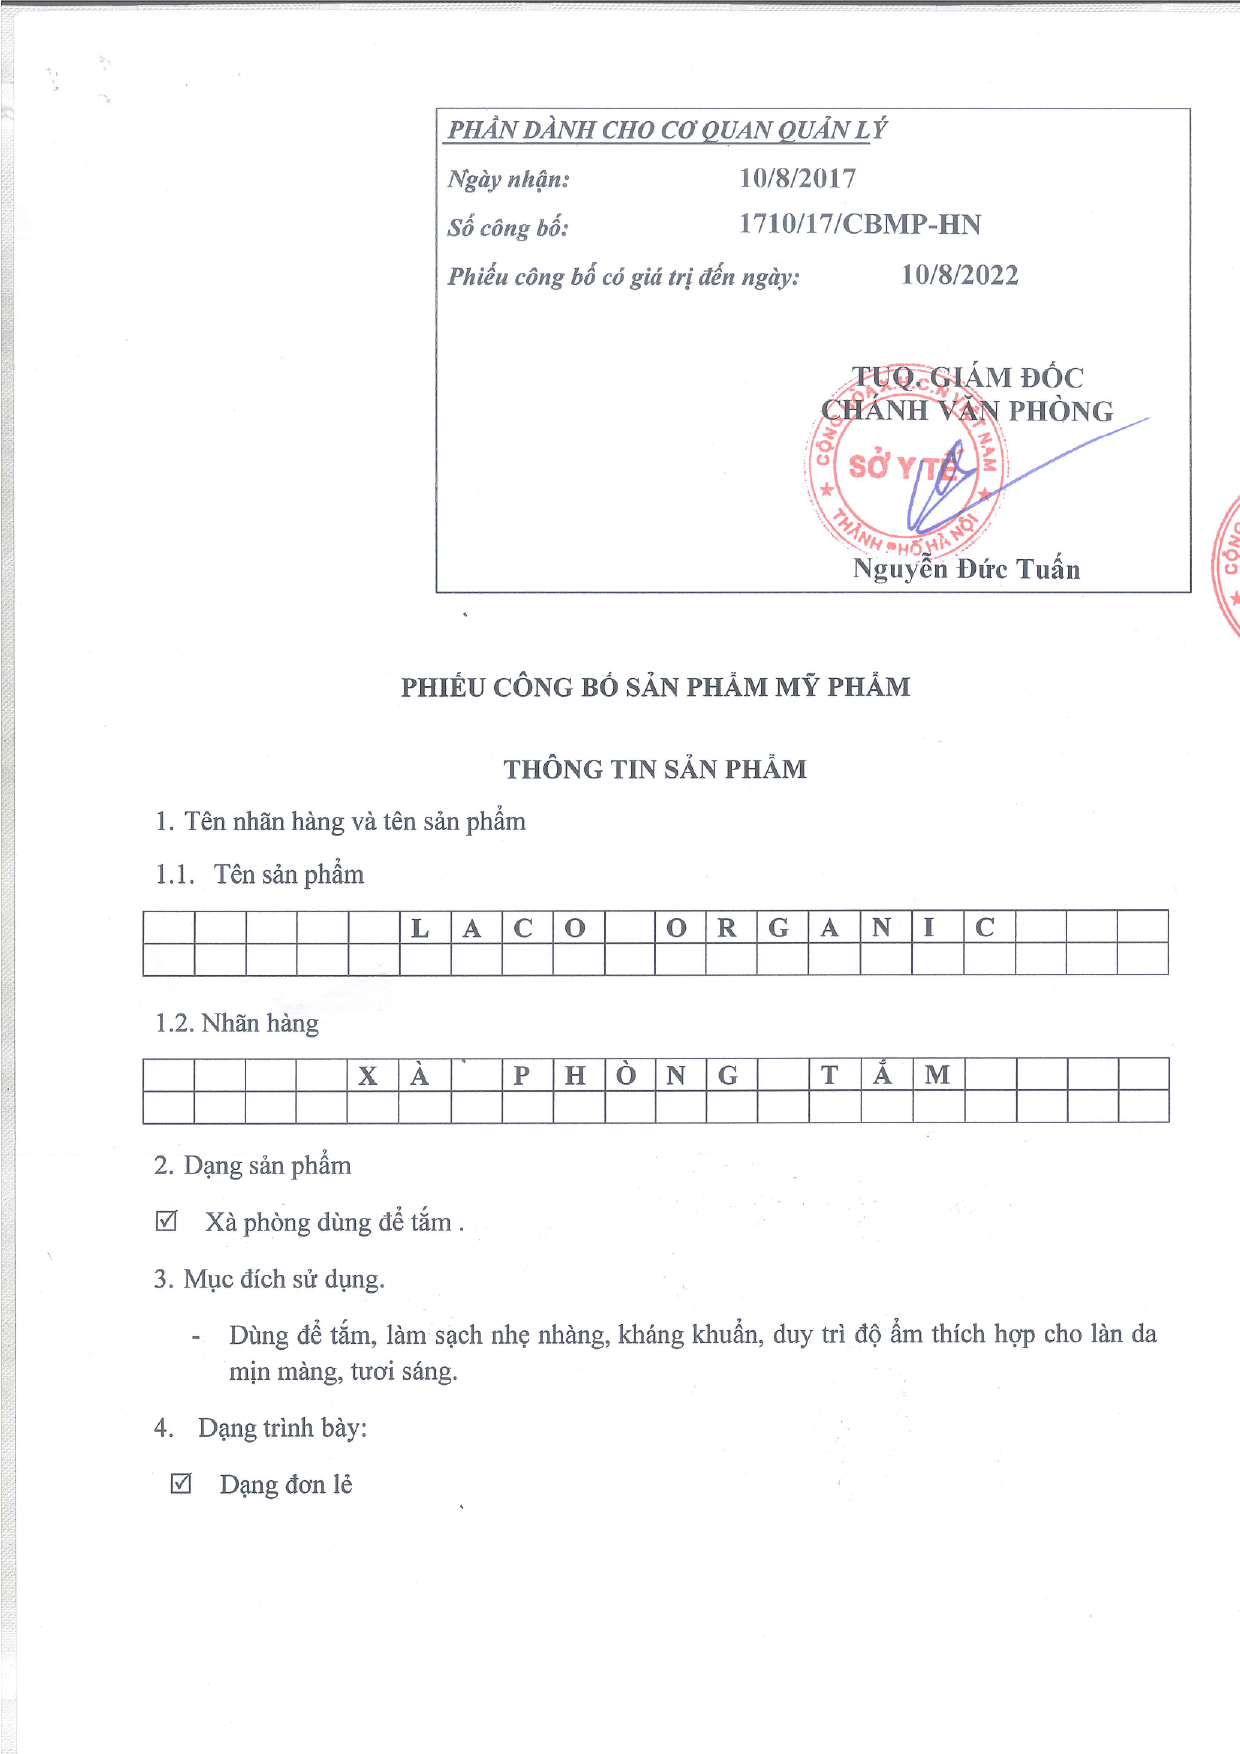 PHẦN DÀNH CHO CƠ QUAN QUẢN LÝ
Ngày nhận: 10/8/2017
Số công bố: 1710/17/CBMP-HN
Phiếu công bố có giá trị đến ngày: 10/8/2022
TUQ. GIÁM ĐỐC
CHÁNH VĂN PHÒNG
CỘNG HÒA X.H.C.N VIỆT NAM
SỞ Y TẾ
THÀNH PHỐ HÀ NỘI
Nguyễn Đức Tuấn
CỘNG
PHIẾU CÔNG BỐ SẢN PHẨM MỸ PHẨM
THÔNG TIN SẢN PHẨM
1. Tên nhãn hàng và tên sản phẩm
1.1. Tên sản phẩm
LACO ORGANIC
1.2. Nhãn hàng
XÀ PHÒNG TẮM
2. Dạng sản phẩm
☑ Xà phòng dùng để tắm .
3. Mục đích sử dụng.
- Dùng để tắm, làm sạch nhẹ nhàng, kháng khuẩn, duy trì độ ẩm thích hợp cho làn da
mịn màng, tươi sáng.
4. Dạng trình bày:
☑ Dạng đơn lẻ